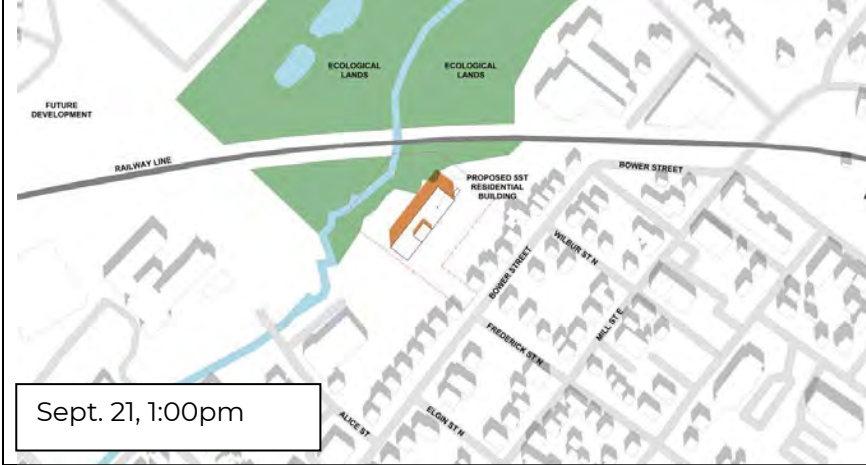 ECOLOGICAL
LANDS
ECOLOGICAL
LANDS
FUTURE
DEVELOPMENT
RAILWAY LINE
BOWER STREET
PROPOSED 5ST
RESIDENTIAL
BUILDING
WILBUR ST N
BOWER STREET
MILL ST E
FREDERICK ST N
ALICE ST
ELGIN ST N
Sept. 21, 1:00pm